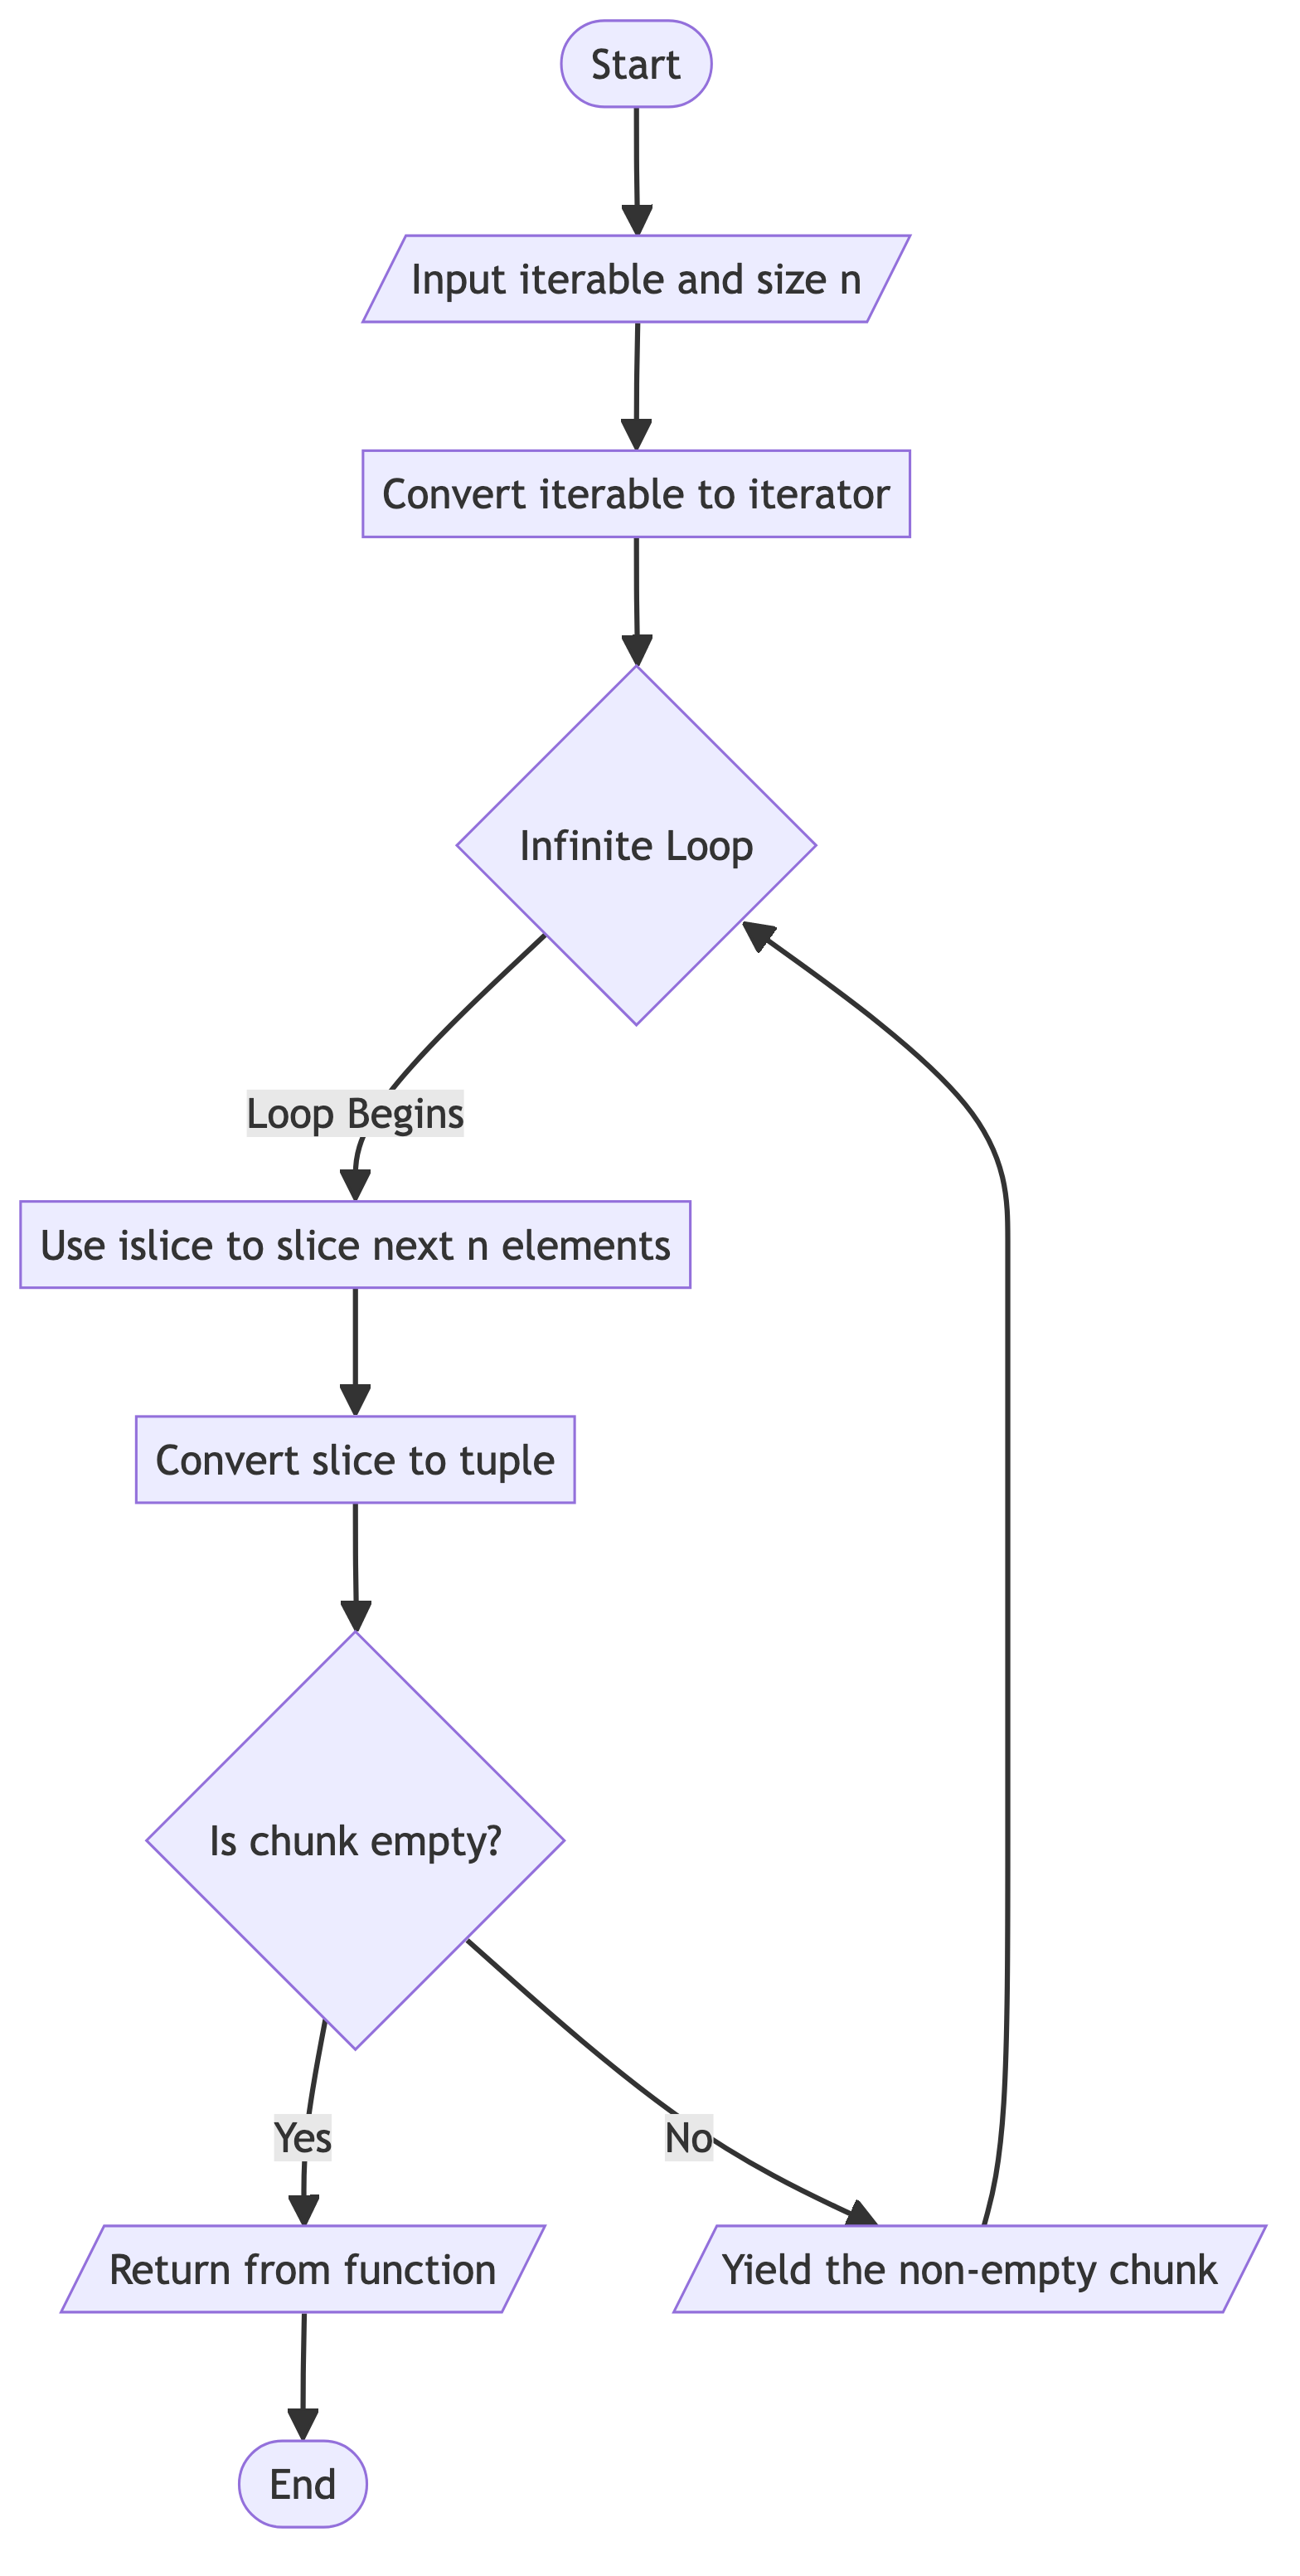 Start
Input iterable and size n
Convert iterable to iterator
Infinite Loop
Loop Begins
Use islice to slice next n elements
Convert slice to tuple
Is chunk empty?
Yes
No
Return from function
Yield the non-empty chunk
End